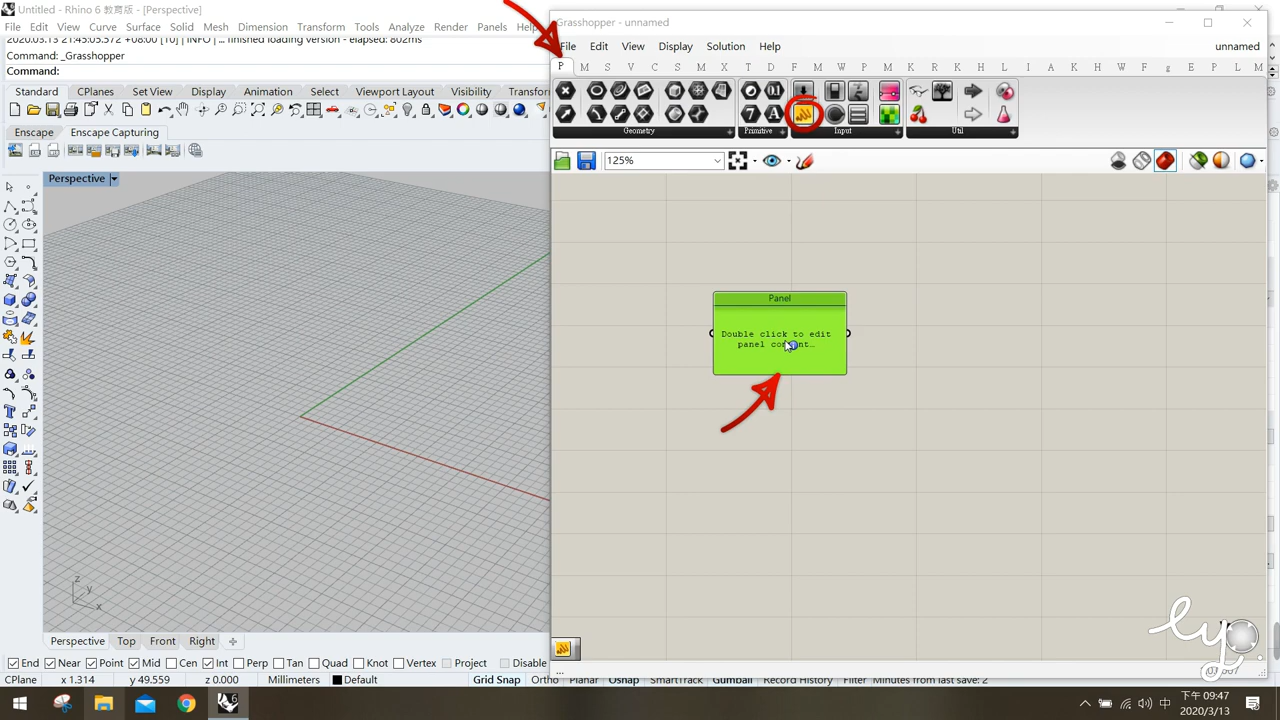 Untitled - Rhino 6 教育版 - [Perspective]
File Edit View Curve Surface Solid Mesh Dimension Transform Tools Analyze Render Panels
2020/03/13 21:45:05.572 +08:00 [10] | INFO | ... finished loading version - elapsed: 802ms
Command: _Grasshopper
Command:
Standard CPlanes Set View Display Select Viewport Layout Visibility Transform
Enscape Enscape Capturing
Perspective
z
y
x
Perspective Top Front Right
End Near Point Mid Cen Int Perp Tan Quad Knot Vertex Project Disable
CPlane x 1.314 y 49.559 z 0.000 Millimeters Default Grid Snap Ortho Planar Osnap SmartTrack Gumball Record History Filter Minutes from last save: 2
Grasshopper - unnamed
File Edit View Display Solution Help unnamed
P M S V C S M X T D F M W P H M K R K F H L H W F H g E P L M
Geometry Primitive Input Util
125%
Panel
Double click to edit
...
lyo
中 下午 09:47
2020/3/13